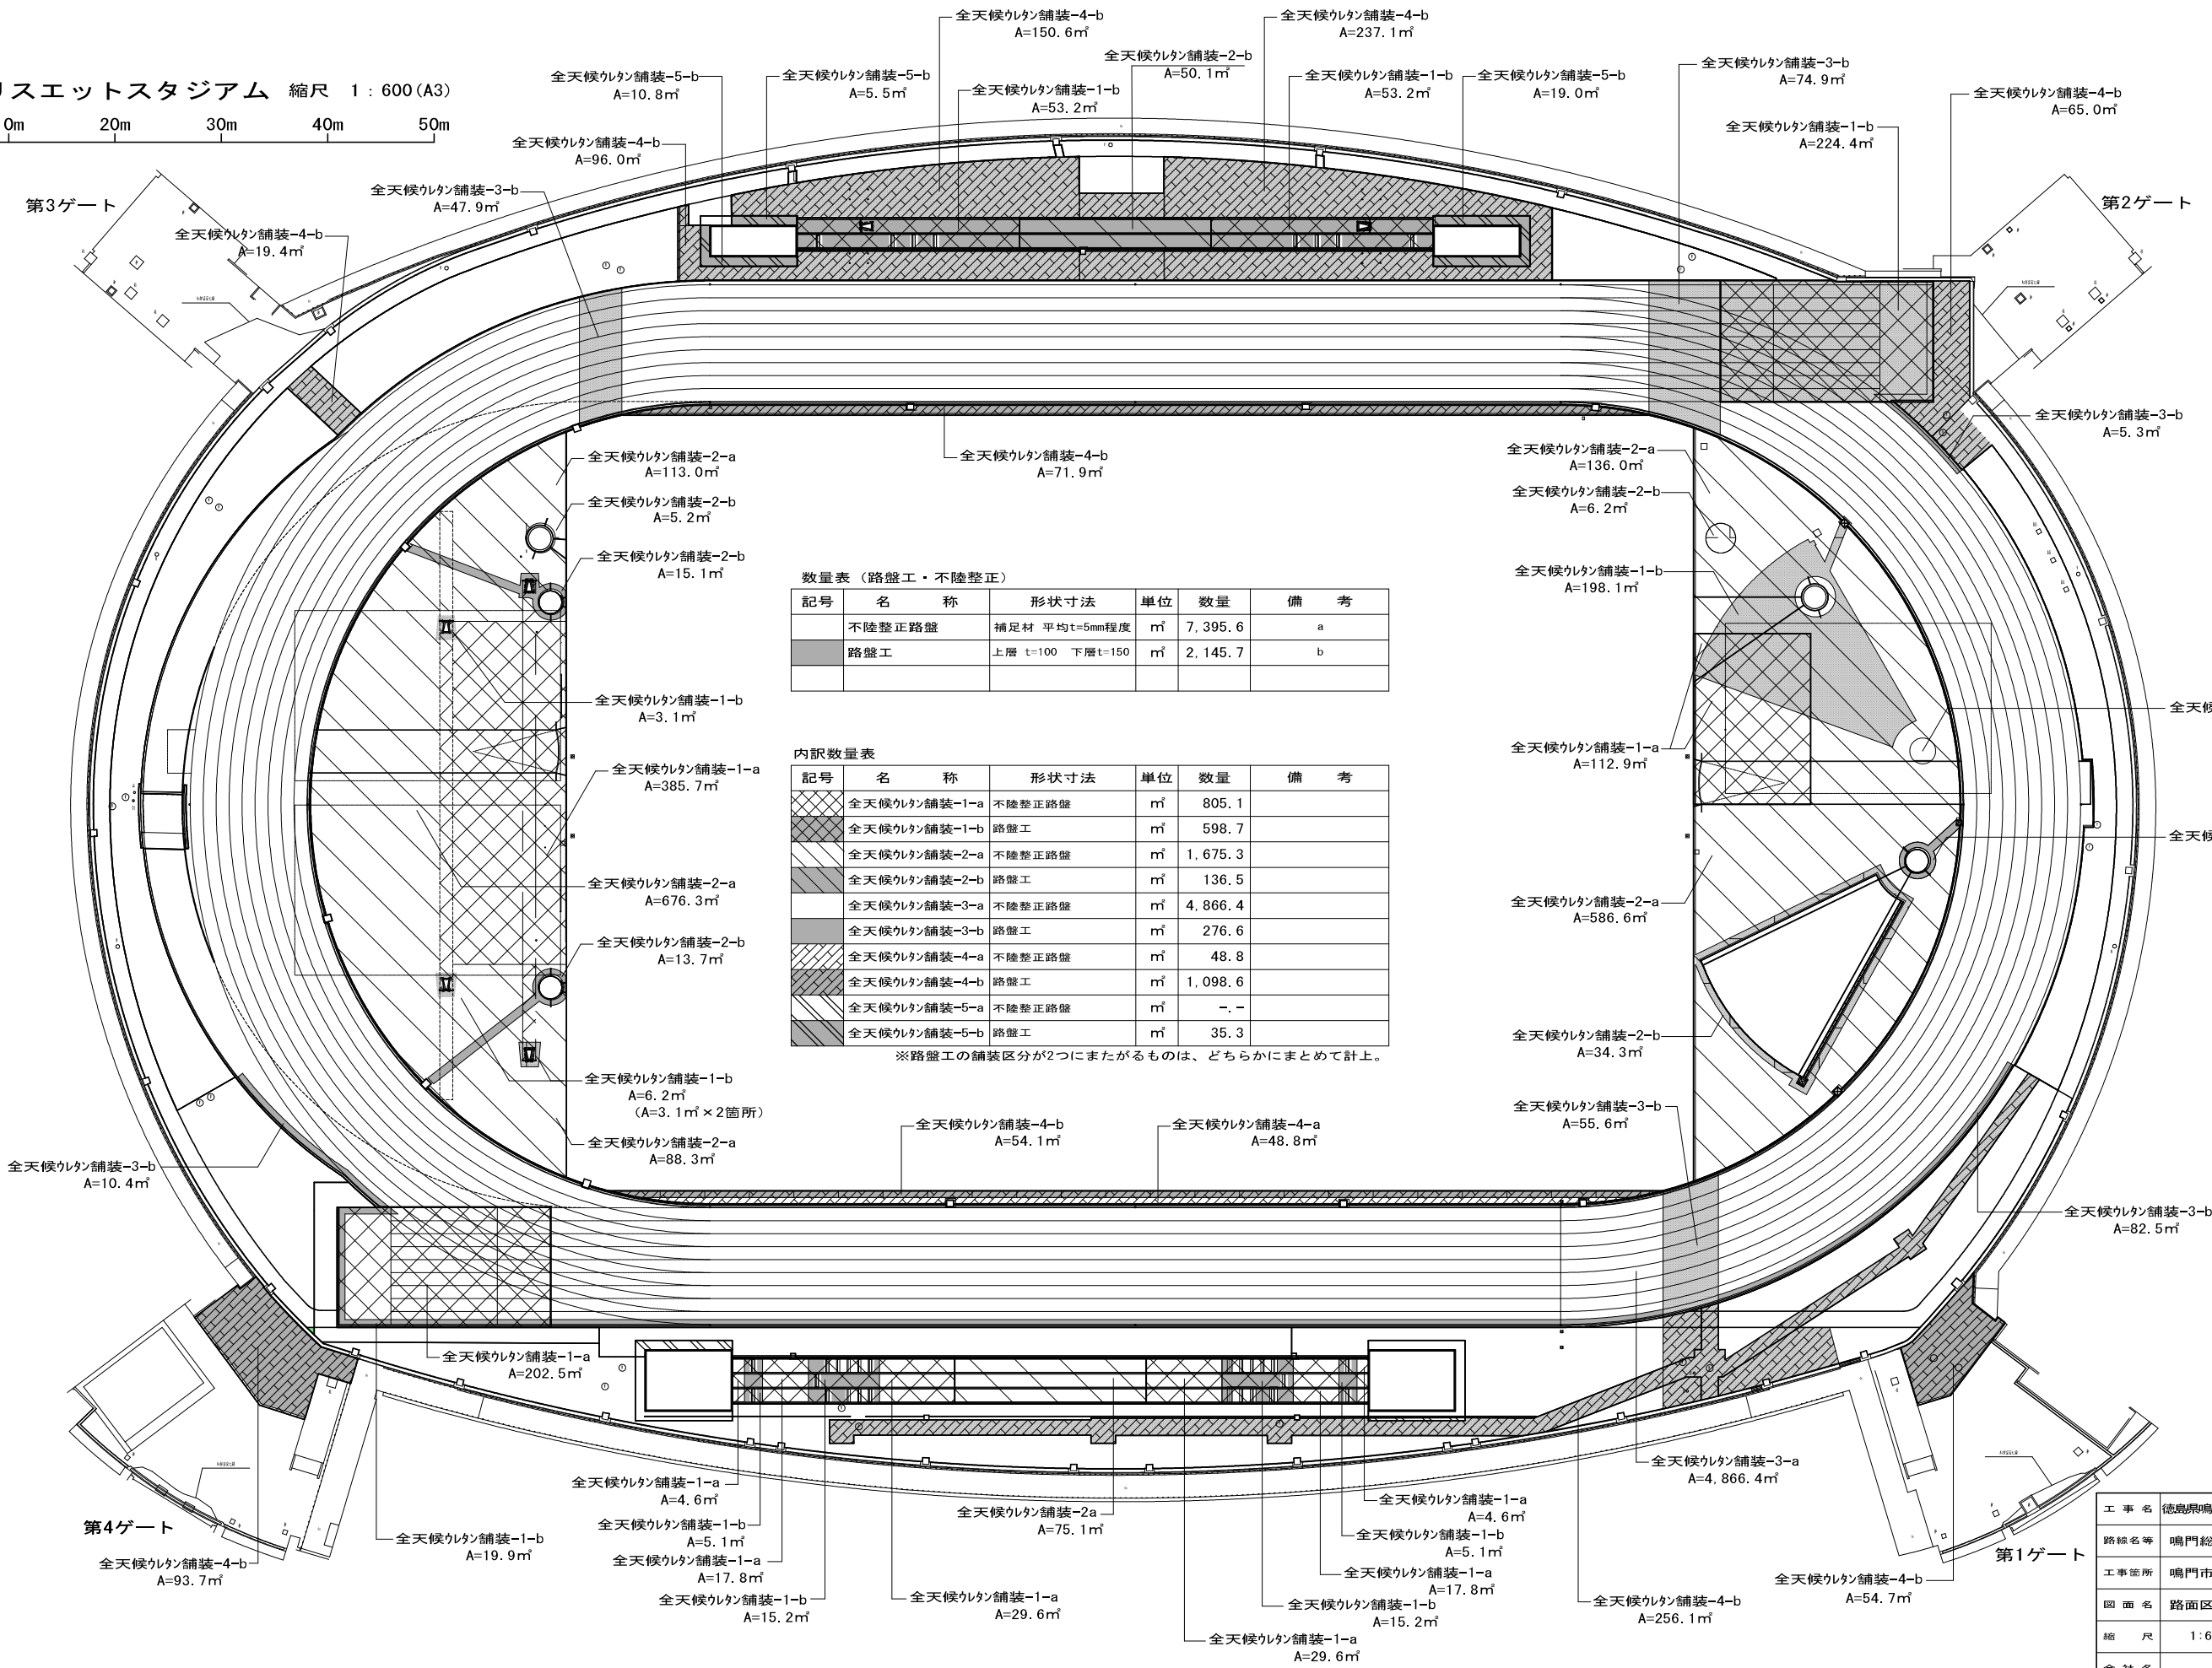 リスエットスタジアム 縮尺 1：600(A3)
0m 20m 30m 40m 50m
全天候ウレタン舗装-4-b
A=150.6㎡
全天候ウレタン舗装-4-b
A=237.1㎡
全天候ウレタン舗装-2-b
A=50.1㎡
全天候ウレタン舗装-5-b
A=10.8㎡
全天候ウレタン舗装-5-b
A=5.5㎡
全天候ウレタン舗装-1-b
A=53.2㎡
全天候ウレタン舗装-1-b
A=53.2㎡
全天候ウレタン舗装-5-b
A=19.0㎡
全天候ウレタン舗装-3-b
A=74.9㎡
全天候ウレタン舗装-4-b
A=65.0㎡
全天候ウレタン舗装-1-b
A=224.4㎡
全天候ウレタン舗装-4-b
A=96.0㎡
全天候ウレタン舗装-3-b
A=47.9㎡
第3ゲート
第2ゲート
全天候ウレタン舗装-4-b
A=19.4㎡
全天候ウレタン舗装-3-b
A=5.3㎡
全天候ウレタン舗装-2-a
A=113.0㎡
全天候ウレタン舗装-4-b
A=71.9㎡
全天候ウレタン舗装-2-a
A=136.0㎡
全天候ウレタン舗装-2-b
A=5.2㎡
全天候ウレタン舗装-2-b
A=6.2㎡
全天候ウレタン舗装-2-b
A=15.1㎡
全天候ウレタン舗装-1-b
A=198.1㎡
数量表（路盤工・不陸整正）
記号 名 称 形状寸法 単位 数量 備 考
不陸整正路盤 補足材 平均t=5mm程度 ㎡ 7,395.6 a
路盤工 上層 t=100 下層t=150 ㎡ 2,145.7 b
全天候ウレタン舗装-1-b
A=3.1㎡
全天候
全天候ウレタン舗装-1-a
A=385.7㎡
全天候ウレタン舗装-1-a
A=112.9㎡
内訳数量表
記号 名 称 形状寸法 単位 数量 備 考
全天候ウレタン舗装-1-a 不陸整正路盤 ㎡ 805.1
全天候ウレタン舗装-1-b 路盤工 ㎡ 598.7
全天候ウレタン舗装-2-a 不陸整正路盤 ㎡ 1,675.3
全天候ウレタン舗装-2-b 路盤工 ㎡ 136.5
全天候ウレタン舗装-3-a 不陸整正路盤 ㎡ 4,866.4
全天候ウレタン舗装-3-b 路盤工 ㎡ 276.6
全天候ウレタン舗装-4-a 不陸整正路盤 ㎡ 48.8
全天候ウレタン舗装-4-b 路盤工 ㎡ 1,098.6
全天候ウレタン舗装-5-a 不陸整正路盤 ㎡ -.-
全天候ウレタン舗装-5-b 路盤工 ㎡ 35.3
※路盤工の舗装区分が2つにまたがるものは、どちらかにまとめて計上。
全天候
全天候ウレタン舗装-2-a
A=676.3㎡
全天候ウレタン舗装-2-a
A=586.6㎡
全天候ウレタン舗装-2-b
A=13.7㎡
全天候ウレタン舗装-2-b
A=34.3㎡
全天候ウレタン舗装-1-b
A=6.2㎡
（A=3.1㎡×2箇所）
全天候ウレタン舗装-2-a
A=88.3㎡
全天候ウレタン舗装-4-b
A=54.1㎡
全天候ウレタン舗装-4-a
A=48.8㎡
全天候ウレタン舗装-3-b
A=55.6㎡
全天候ウレタン舗装-3-b
A=10.4㎡
全天候ウレタン舗装-3-b
A=82.5㎡
全天候ウレタン舗装-1-a
A=202.5㎡
全天候ウレタン舗装-3-a
A=4,866.4㎡
全天候ウレタン舗装-1-a
A=4.6㎡
全天候ウレタン舗装-2a
A=75.1㎡
全天候ウレタン舗装-1-a
A=4.6㎡
第4ゲート
全天候ウレタン舗装-1-b
A=19.9㎡
全天候ウレタン舗装-1-b
A=5.1㎡
全天候ウレタン舗装-1-b
A=5.1㎡
第1ゲート
全天候ウレタン舗装-4-b
A=93.7㎡
全天候ウレタン舗装-1-a
A=17.8㎡
全天候ウレタン舗装-1-a
A=17.8㎡
全天候ウレタン舗装-4-b
A=54.7㎡
全天候ウレタン舗装-1-b
A=15.2㎡
全天候ウレタン舗装-1-a
A=29.6㎡
全天候ウレタン舗装-1-b
A=15.2㎡
全天候ウレタン舗装-4-b
A=256.1㎡
全天候ウレタン舗装-1-a
A=29.6㎡
工 事 名 徳島県鳴
路線名等 鳴門総
工事箇所 鳴門市
図 面 名 路面区
縮 尺 1:6
会 社 名